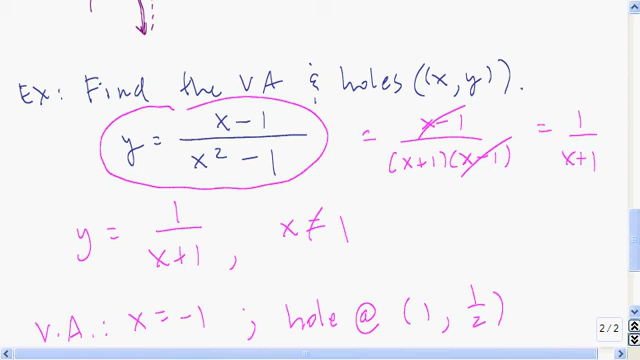 Ex: Find the VA & holes ((x, y)).
y = (x-1)/(x² - 1) = (x-1)/((x+1)(x-1)) = 1/(x+1)
y = 1/(x+1), x ≠ 1
V.A.: x = -1 ; hole @ (1, 1/2)
2/2